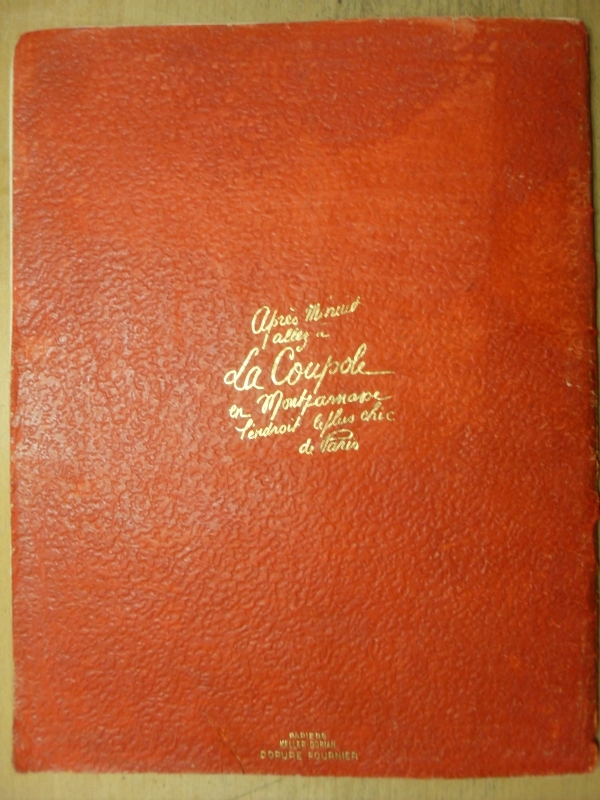 Après Minuit
allez à
La Coupole
en Montparnasse
l'endroit le plus chic
de Paris
PAPIERS
KELLER-DORIAN
DORURE FOURNIER